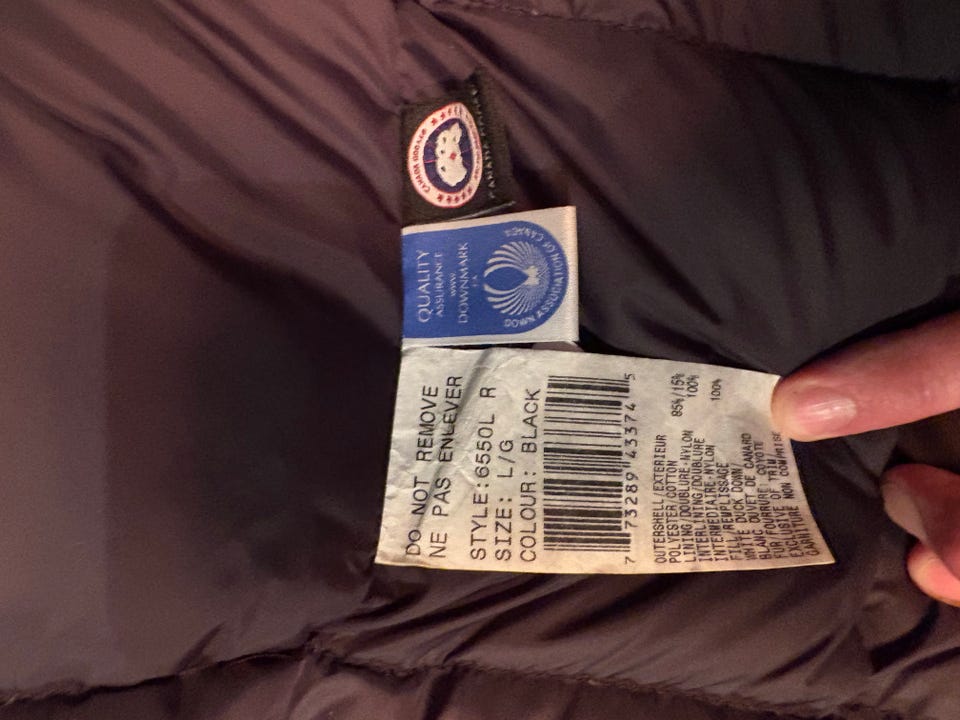 CANADA GOOSE
QUALITY
ASSURANCE
WWW
DOWNMARK
.CA
DOWN ASSOCIATION OF CANADA
DO NOT REMOVE
NE PAS ENLEVER
STYLE:6550L R
SIZE: L/G
COLOUR: BLACK
7 73289 43374 5
OUTERSHELL/EXTERIEUR
POLYESTER/COTTON 85%/15%
LINING/DOUBLURE-NYLON 100%
INTERLINING/DOUBLURE
INTERMEDIAIRE-NYLON 100%
FILL/REMPLISSAGE
WHITE DUCK DOWN/
BLANC DUVET DE CANARD
FUR/FOURRURE: COYOTE
EXCLUSIVE OF TRIM/
GARNITURE NON COMPRISE